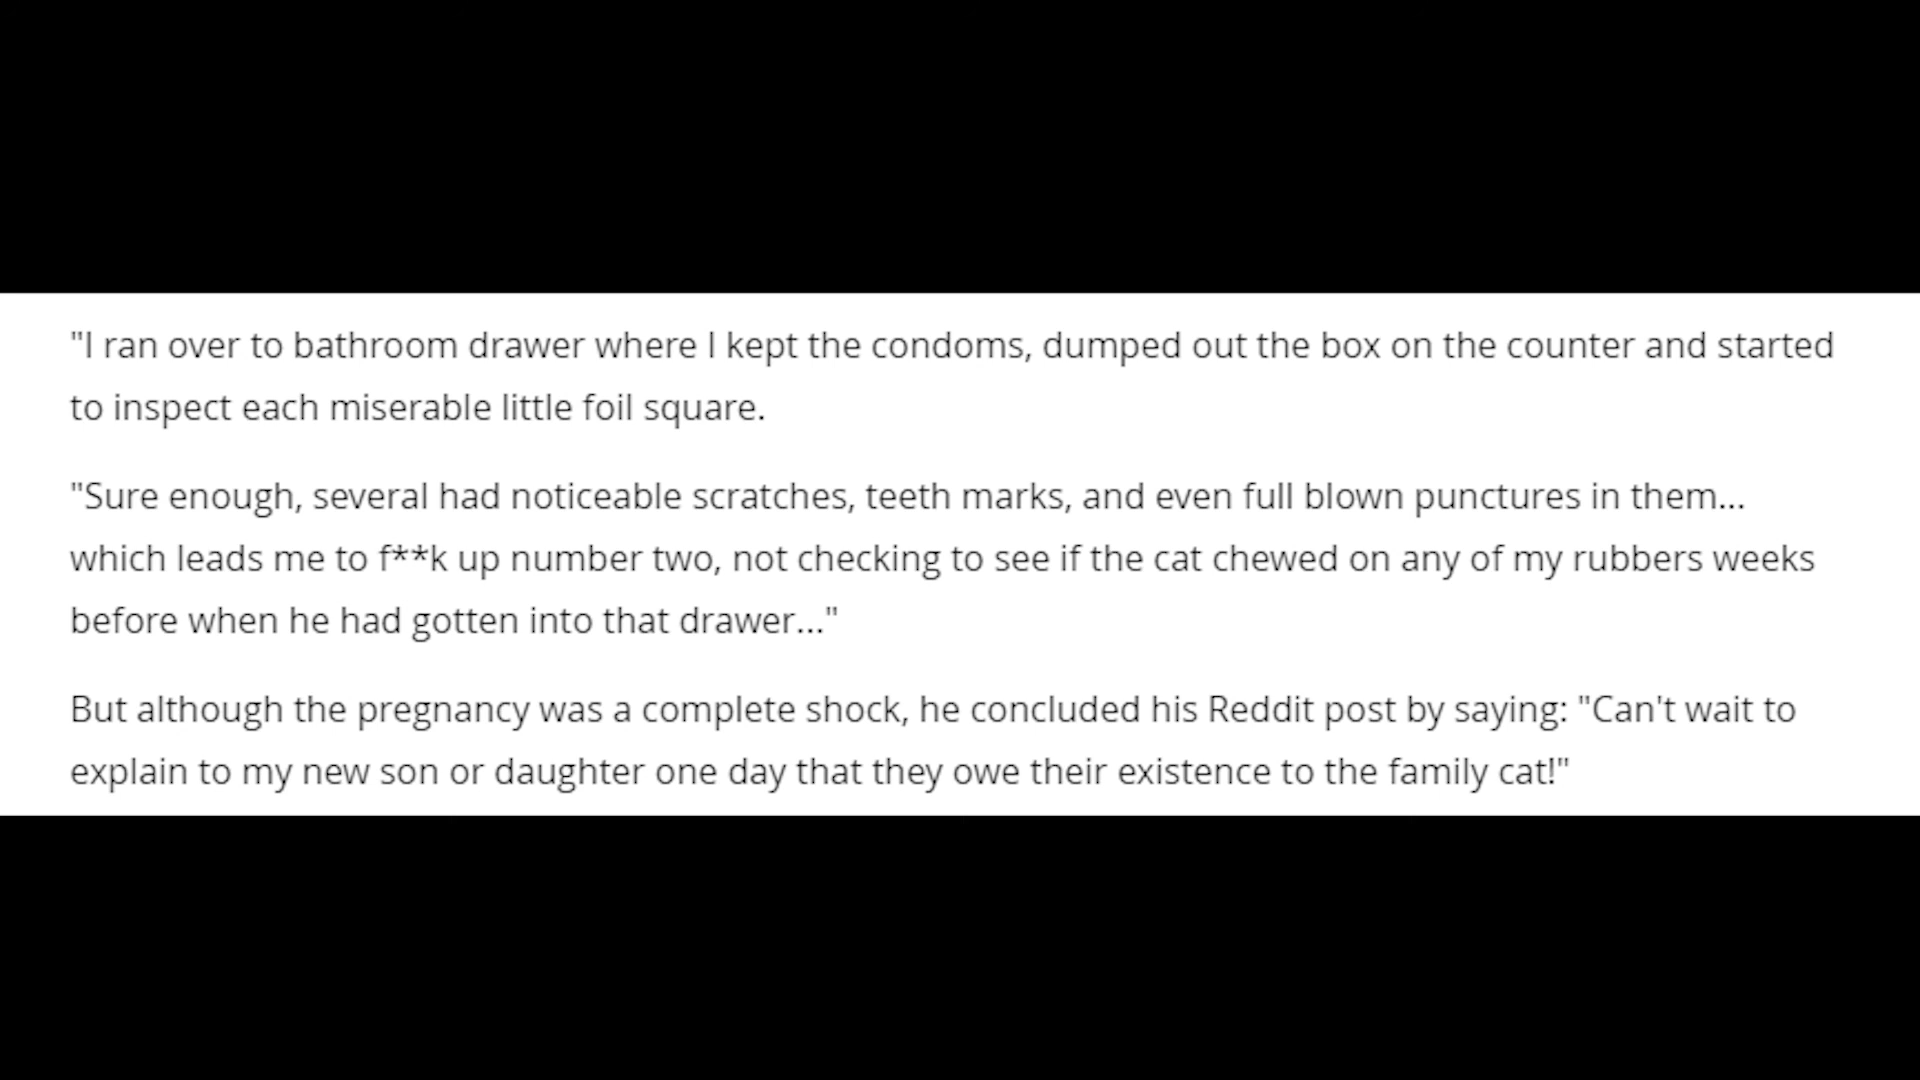 "I ran over to bathroom drawer where I kept the condoms, dumped out the box on the counter and started
to inspect each miserable little foil square.
"Sure enough, several had noticeable scratches, teeth marks, and even full blown punctures in them...
which leads me to f**k up number two, not checking to see if the cat chewed on any of my rubbers weeks
before when he had gotten into that drawer..."
But although the pregnancy was a complete shock, he concluded his Reddit post by saying: "Can't wait to
explain to my new son or daughter one day that they owe their existence to the family cat!"